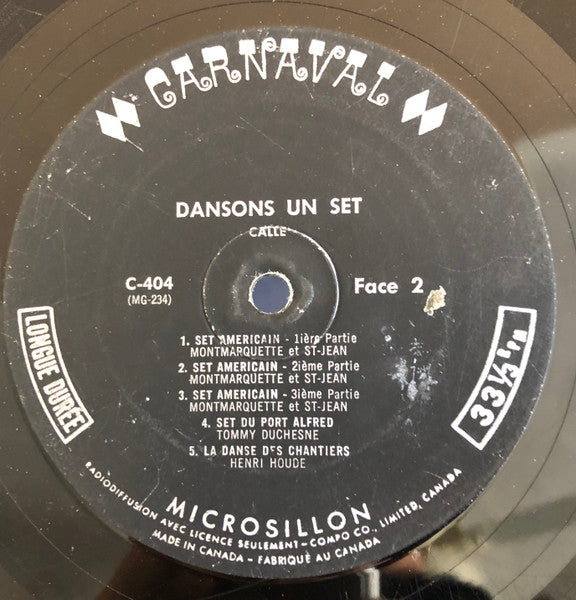 CARNAVAL
DANSONS UN SET
CALLÉ
C-404
(MG-234)
Face 2
LONGUE DURÉE
33 1/3 t/m
1. SET AMERICAIN - 1ière Partie
MONTMARQUETTE et ST-JEAN
2. SET AMERICAIN - 2ième Partie
MONTMARQUETTE et ST-JEAN
3. SET AMERICAIN - 3ième Partie
MONTMARQUETTE et ST-JEAN
4. SET DU PORT ALFRED
TOMMY DUCHESNE
5. LA DANSE DES CHANTIERS
HENRI HOUDE
MICROSILLON
RADIODIFFUSION AVEC LICENCE SEULEMENT - COMPO CO., LIMITED, CANADA
MADE IN CANADA - FABRIQUÉ AU CANADA